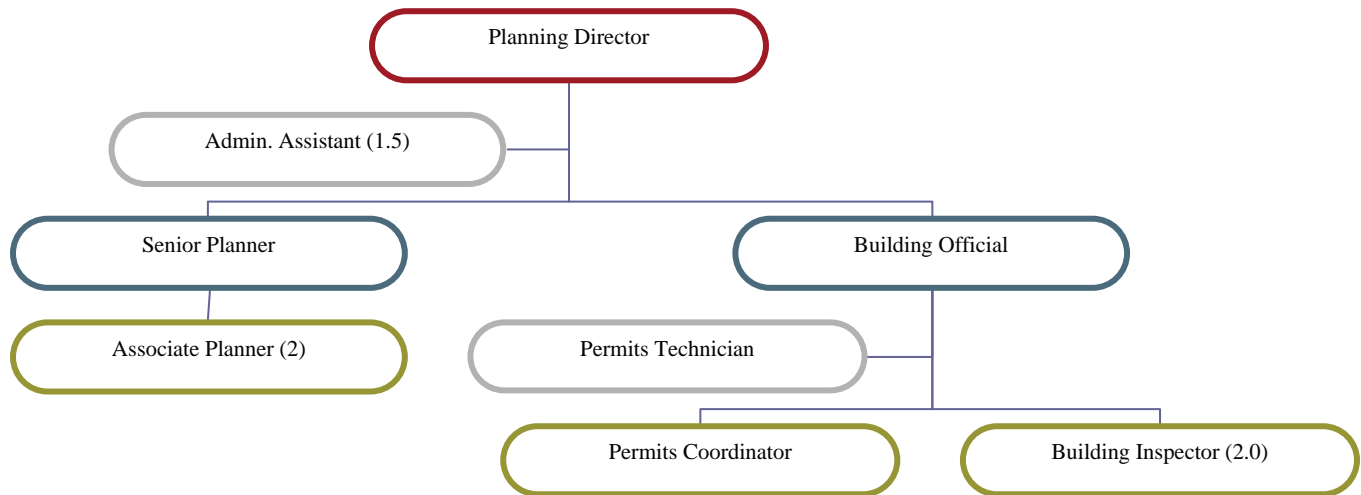 Planning Director
Admin. Assistant (1.5)
Senior Planner
Building Official
Associate Planner (2)
Permits Technician
Permits Coordinator
Building Inspector (2.0)